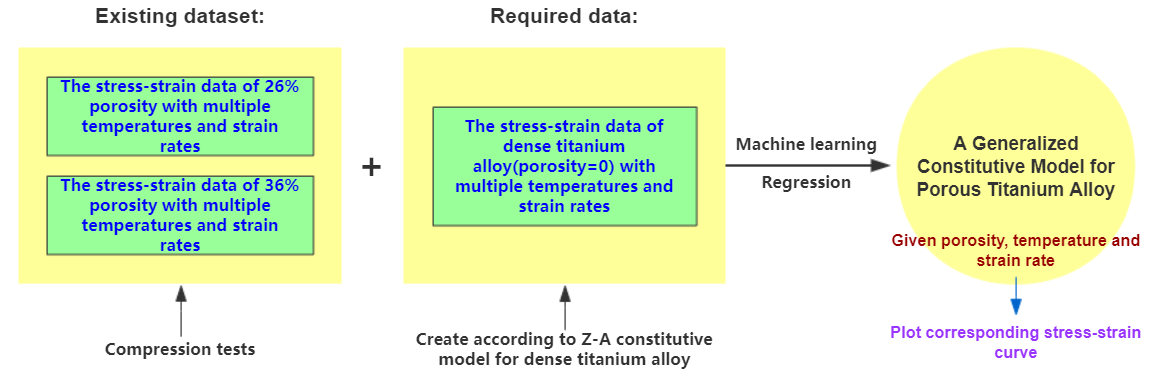 Existing dataset:
Required data:
The stress-strain data of 26%
porosity with multiple
temperatures and strain
rates
The stress-strain data of 36%
porosity with multiple
temperatures and strain
rates
+
The stress-strain data of
dense titanium
alloy(porosity=0) with
multiple temperatures and
strain rates
Machine learning
Regression
A Generalized
Constitutive Model for
Porous Titanium Alloy
Given porosity, temperature and
strain rate
Plot corresponding stress-strain
curve
Compression tests
Create according to Z-A constitutive
model for dense titanium alloy